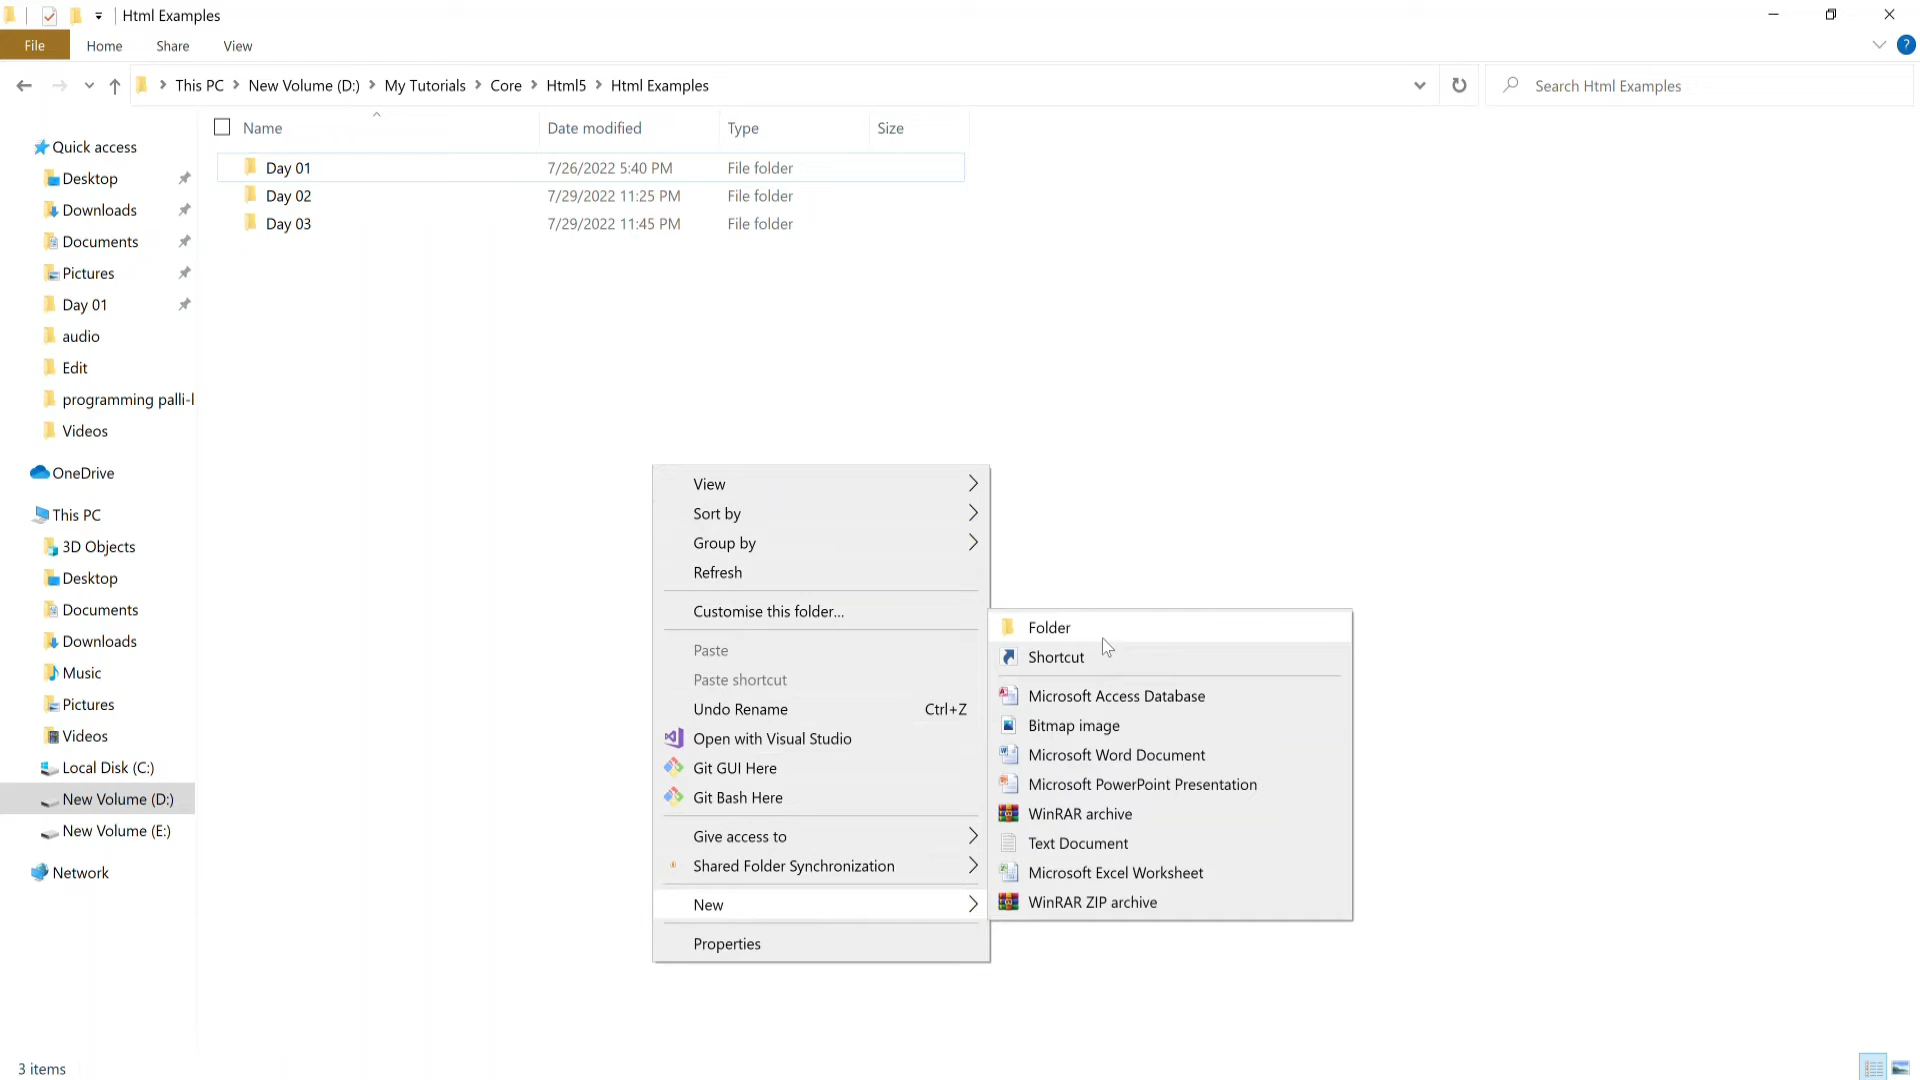 Html Examples
File Home Share View
This PC New Volume (D:) My Tutorials Core Html5 Html Examples
Search Html Examples
Name Date modified Type Size
Day 01 7/26/2022 5:40 PM File folder
Day 02 7/29/2022 11:25 PM File folder
Day 03 7/29/2022 11:45 PM File folder
Quick access
Desktop
Downloads
Documents
Pictures
Day 01
audio
Edit
programming palli-l
Videos
OneDrive
This PC
3D Objects
Desktop
Documents
Downloads
Music
Pictures
Videos
Local Disk (C:)
New Volume (D:)
New Volume (E:)
Network
View
Sort by
Group by
Refresh
Customise this folder...
Paste
Paste shortcut
Undo Rename Ctrl+Z
Open with Visual Studio
Git GUI Here
Git Bash Here
Give access to
Shared Folder Synchronization
New
Properties
Folder
Shortcut
Microsoft Access Database
Bitmap image
Microsoft Word Document
Microsoft PowerPoint Presentation
WinRAR archive
Text Document
Microsoft Excel Worksheet
WinRAR ZIP archive
3 items